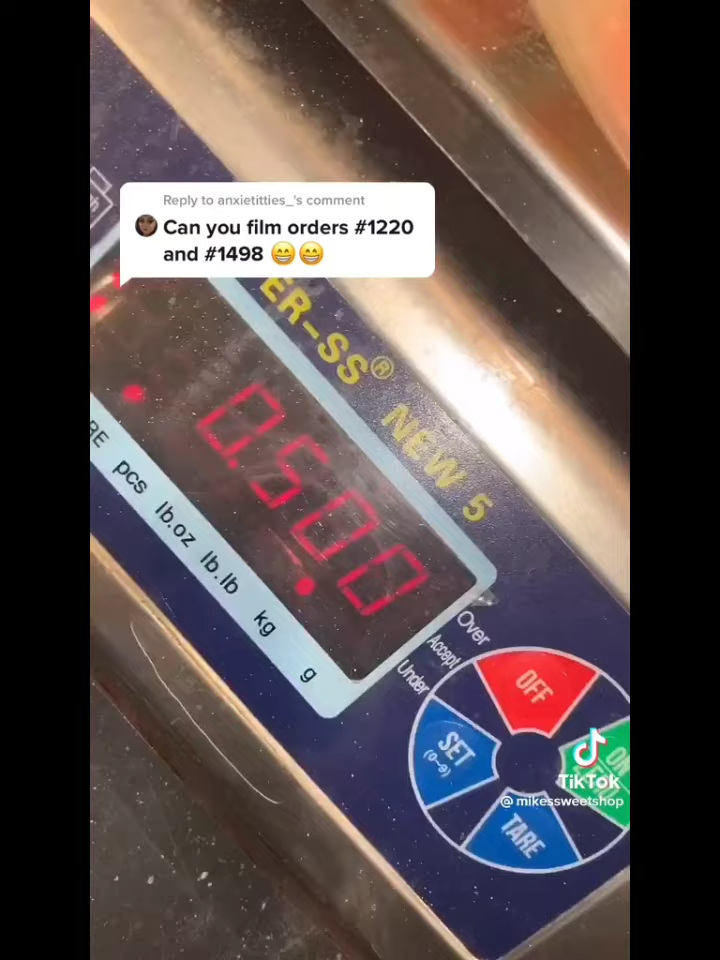 Reply to anxietitties_'s comment
Can you film orders #1220
and #1498 😁😁
ER-SS® NEW 5
0.500
pcs lb.oz lb.lb kg g
Over
Accept
Under
OFF
SET
(0~9)
TARE
TikTok
@mikessweetshop